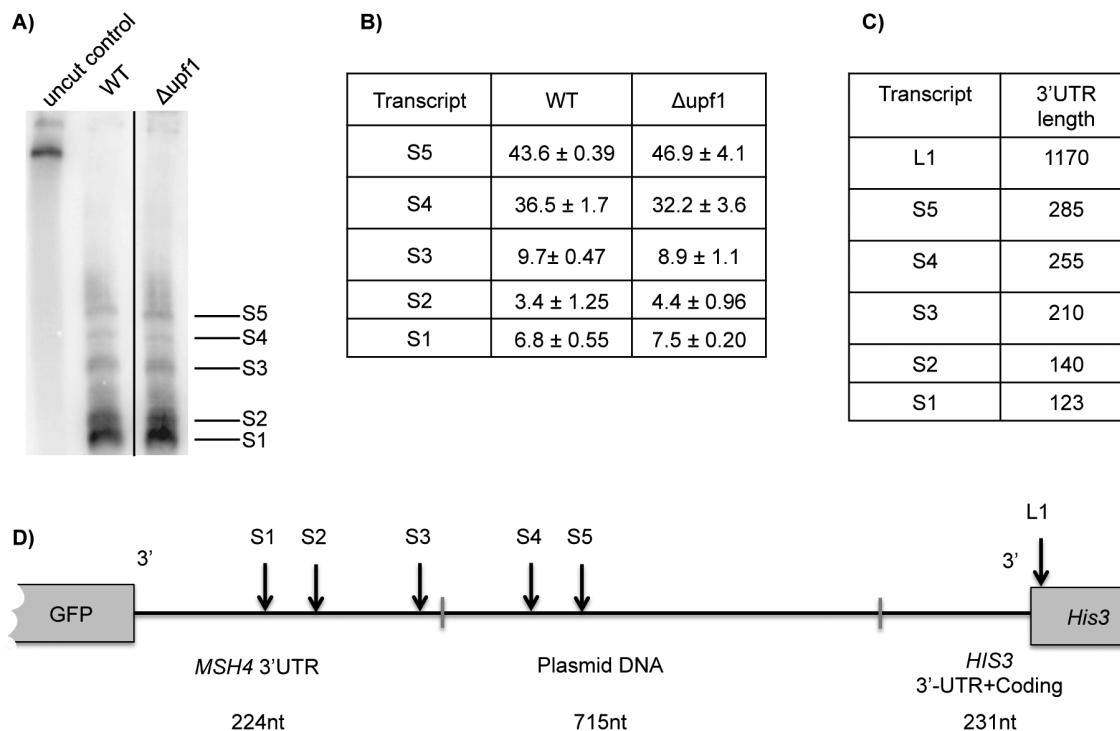 A)
uncut control
WT
Δupf1
S5
S4
S3
S2
S1
B)
Transcript WT Δupf1
S5 43.6 ± 0.39 46.9 ± 4.1
S4 36.5 ± 1.7 32.2 ± 3.6
S3 9.7± 0.47 8.9 ± 1.1
S2 3.4 ± 1.25 4.4 ± 0.96
S1 6.8 ± 0.55 7.5 ± 0.20
C)
Transcript 3'UTR
length
L1 1170
S5 285
S4 255
S3 210
S2 140
S1 123
D)
3' S1 S2 S3 S4 S5 3' L1
GFP His3
MSH4 3'UTR Plasmid DNA HIS3
3'-UTR+Coding
224nt 715nt 231nt